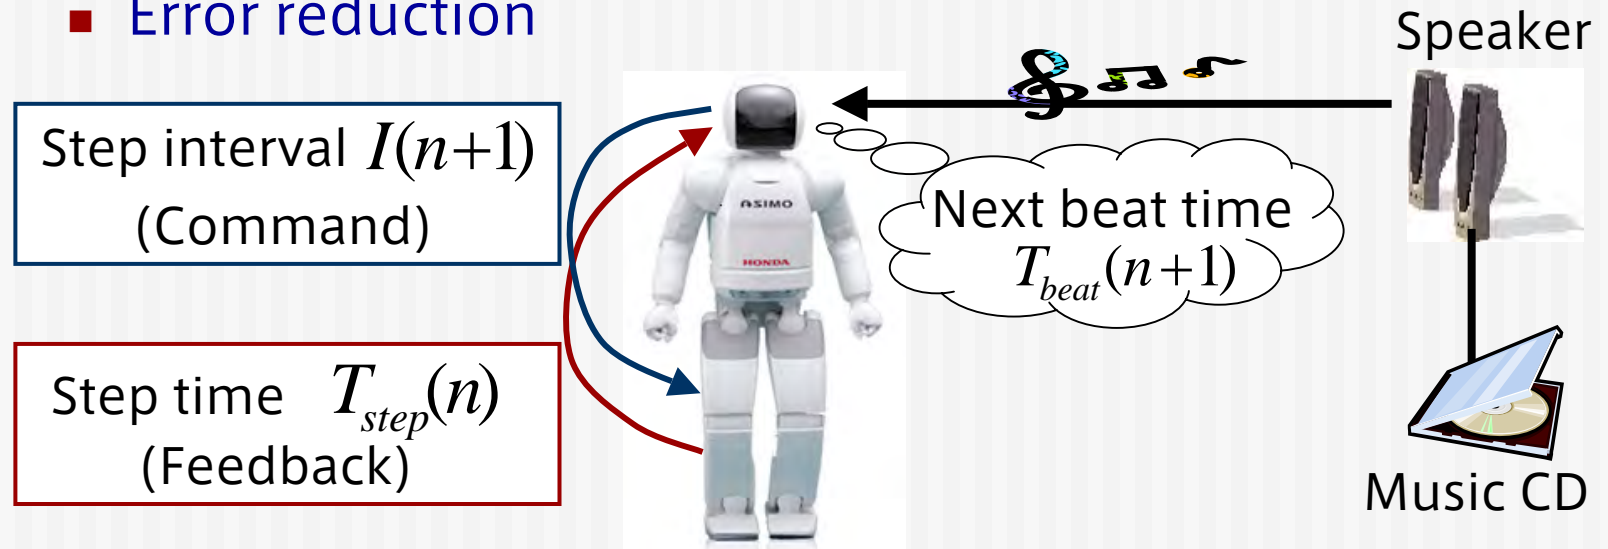 Error reduction
Speaker
Step interval I(n+1)
(Command)
ASIMO
HONDA
Next beat time
T_beat(n+1)
Step time T_step(n)
(Feedback)
Music CD